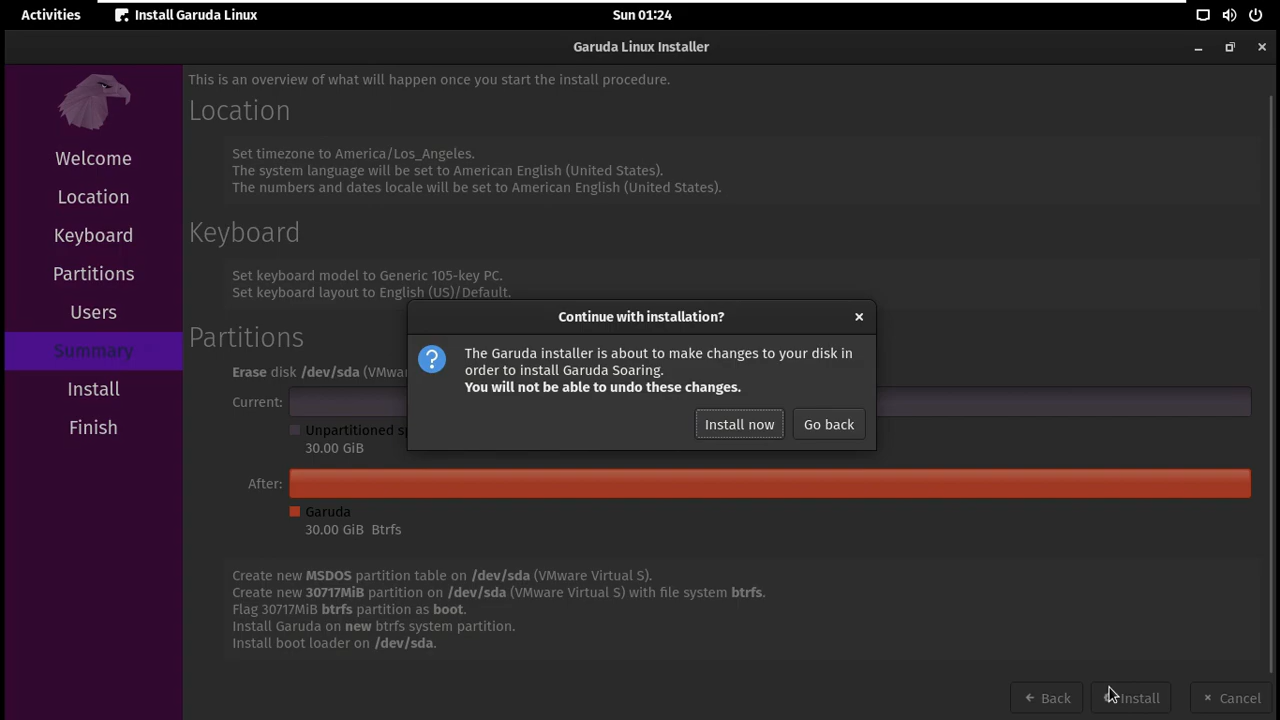 Activities Install Garuda Linux Sun 01:24
Garuda Linux Installer
Welcome
Location
Keyboard
Partitions
Users
Summary
Install
Finish
This is an overview of what will happen once you start the install procedure.
Location
Set timezone to America/Los_Angeles.
The system language will be set to American English (United States).
The numbers and dates locale will be set to American English (United States).
Keyboard
Set keyboard model to Generic 105-key PC.
Set keyboard layout to English (US)/Default.
Partitions
Erase disk /dev/sda (VMwar
Current:
Unpartitioned sp
30.00 GiB
After:
Garuda
30.00 GiB Btrfs
Create new MSDOS partition table on /dev/sda (VMware Virtual S).
Create new 30717MiB partition on /dev/sda (VMware Virtual S) with file system btrfs.
Flag 30717MiB btrfs partition as boot.
Install Garuda on new btrfs system partition.
Install boot loader on /dev/sda.
Continue with installation?
The Garuda installer is about to make changes to your disk in
order to install Garuda Soaring.
You will not be able to undo these changes.
Install now Go back
Back Install Cancel